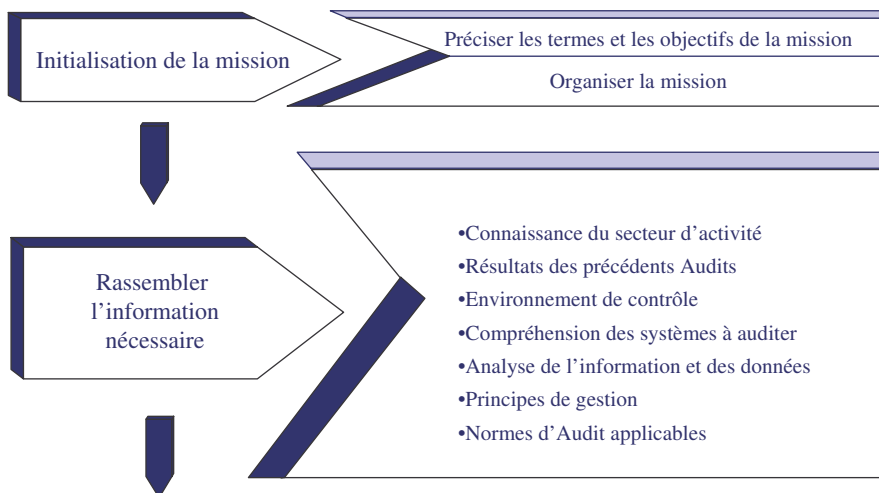 Initialisation de la mission
Préciser les termes et les objectifs de la mission
Organiser la mission
Rassembler
l’information
nécessaire
•Connaissance du secteur d’activité
•Résultats des précédents Audits
•Environnement de contrôle
•Compréhension des systèmes à auditer
•Analyse de l’information et des données
•Principes de gestion
•Normes d’Audit applicables